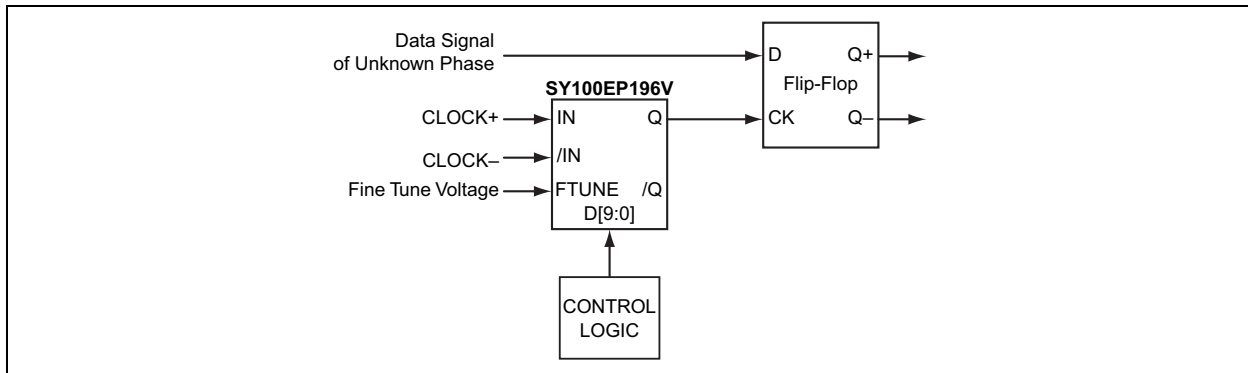 Data Signal
of Unknown Phase
D Q+
Flip-Flop
CK Q–
SY100EP196V
CLOCK+
IN Q
CLOCK–
/IN
Fine Tune Voltage
FTUNE /Q
D[9:0]
CONTROL
LOGIC